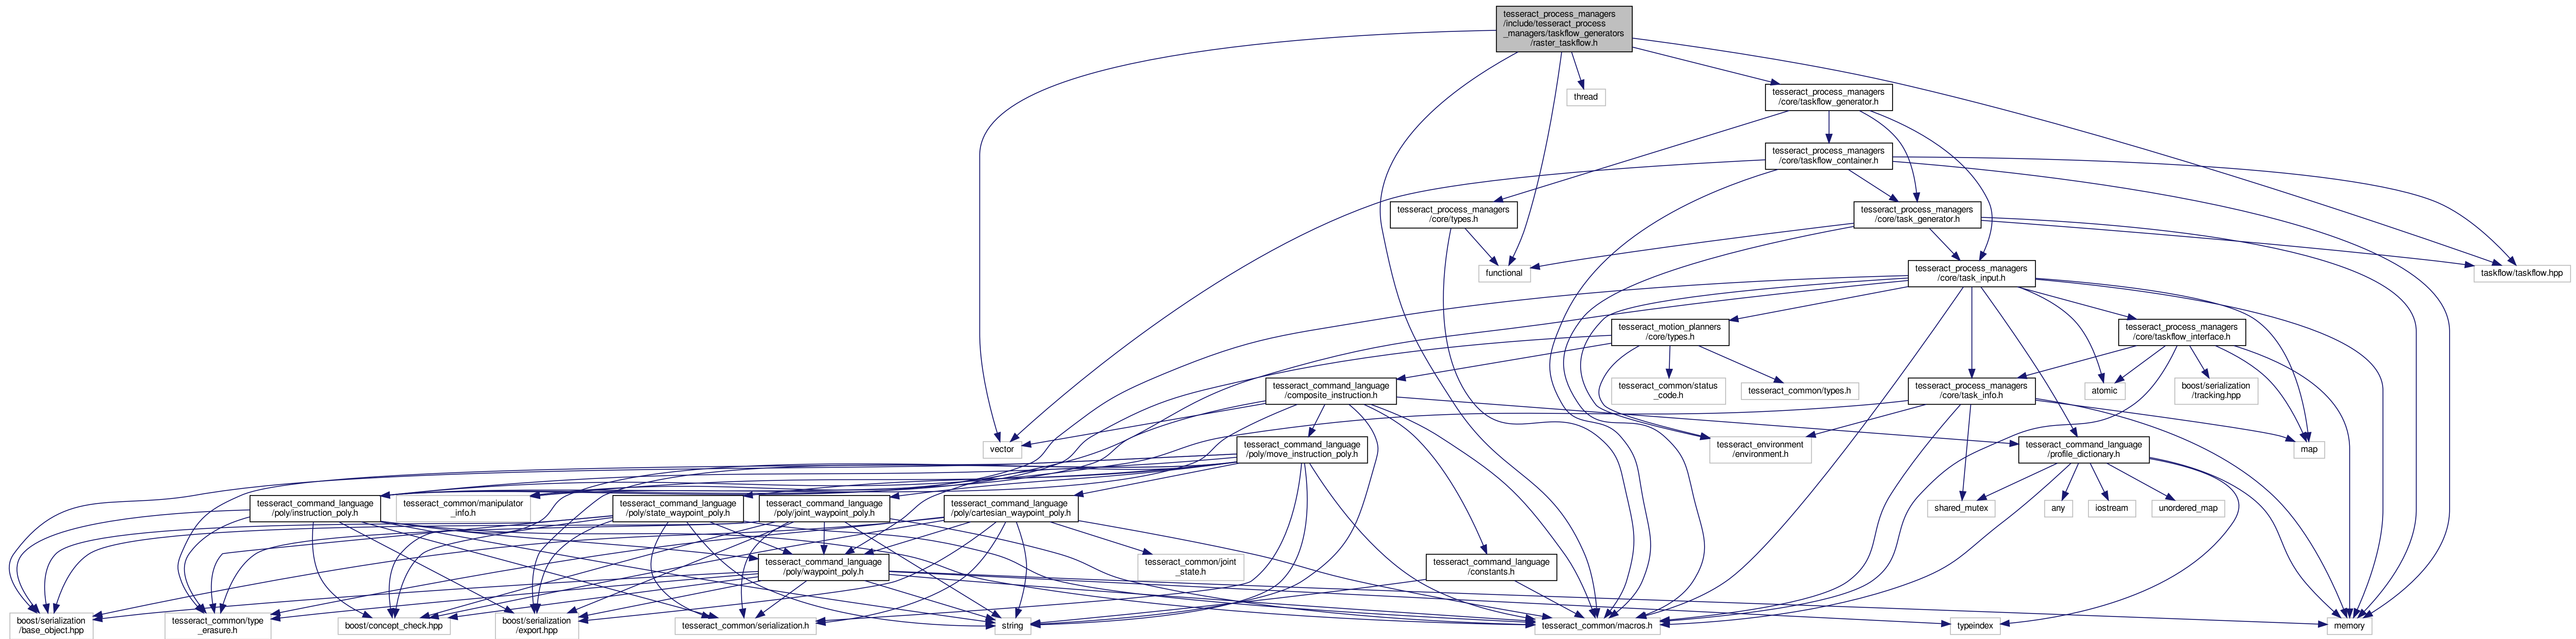 tesseract_process_managers
/include/tesseract_process
_managers/taskflow_generators
/raster_taskflow.h
thread
tesseract_process_managers
/core/taskflow_generator.h
tesseract_process_managers
/core/taskflow_container.h
tesseract_process_managers
/core/types.h
tesseract_process_managers
/core/task_generator.h
functional
tesseract_process_managers
/core/task_input.h
taskflow/taskflow.hpp
tesseract_motion_planners
/core/types.h
tesseract_process_managers
/core/taskflow_interface.h
tesseract_command_language
/composite_instruction.h
tesseract_common/status
_code.h
tesseract_common/types.h
tesseract_process_managers
/core/task_info.h
atomic
boost/serialization
/tracking.hpp
vector
tesseract_command_language
/poly/move_instruction_poly.h
tesseract_environment
/environment.h
tesseract_command_language
/profile_dictionary.h
map
tesseract_command_language
/poly/instruction_poly.h
tesseract_common/manipulator
_info.h
tesseract_command_language
/poly/state_waypoint_poly.h
tesseract_command_language
/poly/joint_waypoint_poly.h
tesseract_command_language
/poly/cartesian_waypoint_poly.h
shared_mutex
any
iostream
unordered_map
tesseract_command_language
/poly/waypoint_poly.h
tesseract_common/joint
_state.h
tesseract_command_language
/constants.h
boost/serialization
/base_object.hpp
tesseract_common/type
_erasure.h
boost/concept_check.hpp
boost/serialization
/export.hpp
tesseract_common/serialization.h
string
tesseract_common/macros.h
typeindex
memory